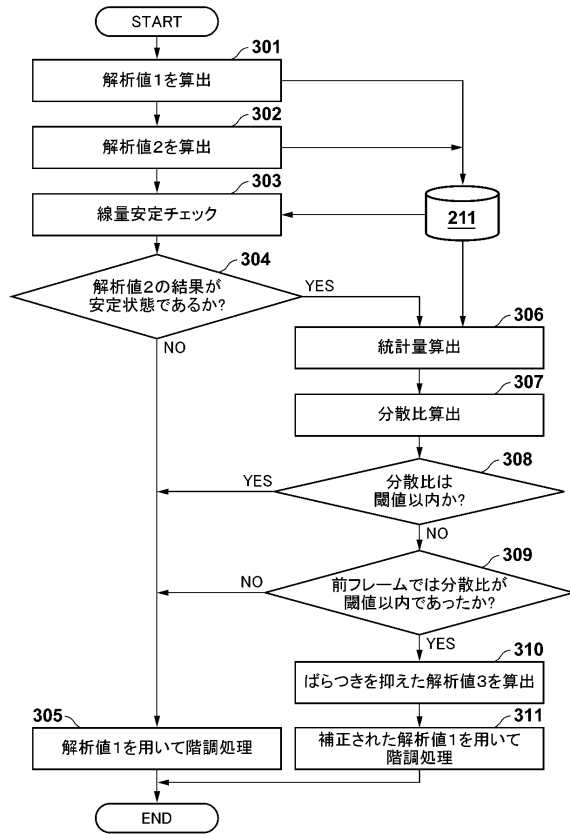 START
301
解析値1を算出
302
解析値2を算出
303
線量安定チェック
211
304
解析値2の結果が
安定状態であるか?
YES
NO
306
統計量算出
307
分散比算出
308
分散比は
閾値以内か?
YES
NO
309
前フレームでは分散比が
閾値以内であったか?
NO
YES
310
ばらつきを抑えた解析値3を算出
305
解析値1を用いて階調処理
311
補正された解析値1を用いて
階調処理
END